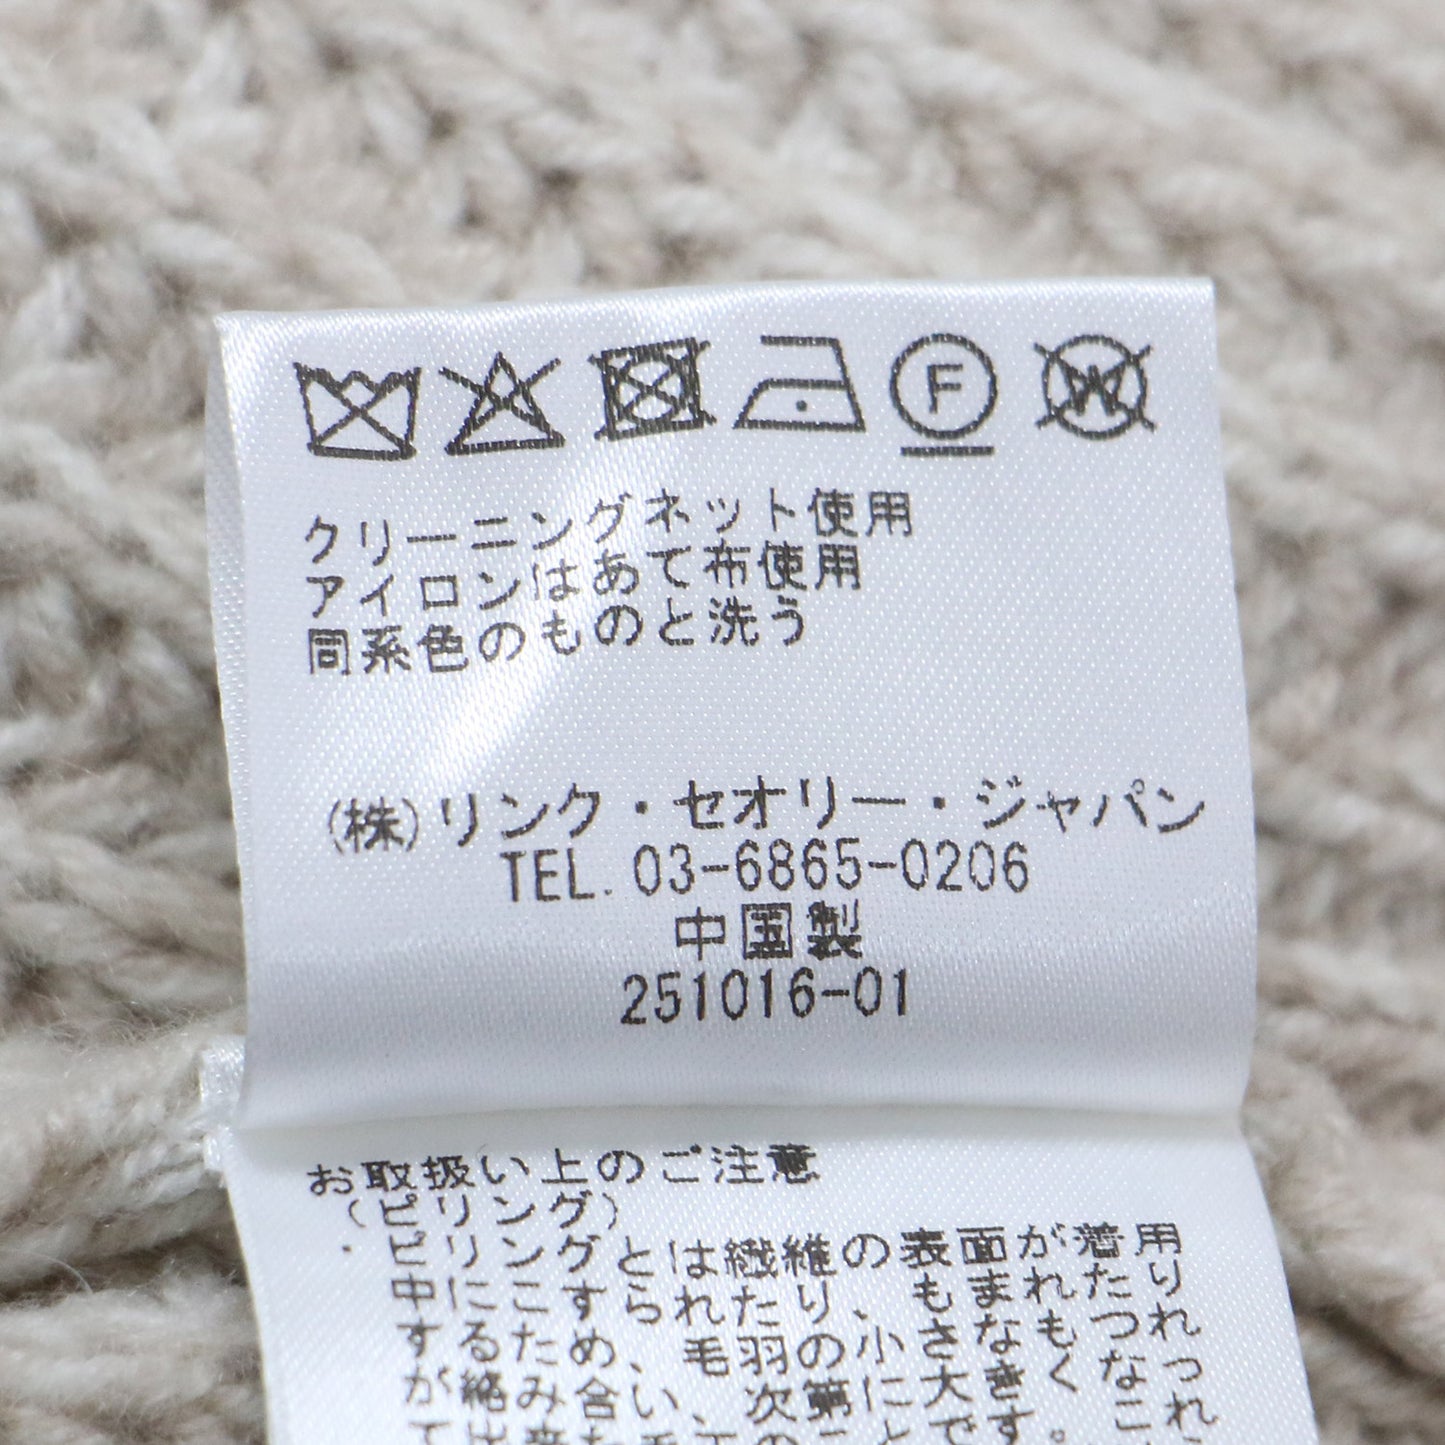 F W
クリーニングネット使用
アイロンはあて布使用
同系色のものと洗う
(株)リンク・セオリー・ジャパン
TEL. 03-6865-0206
中国製
251016-01
お取扱い上のご注意
(ピリング)
・ピリングとは繊維の表面が着用
中にこすられたり、もまれたり
するため、毛羽の小さなもつれ
が絡み合い、次第に大きくなっ
です。